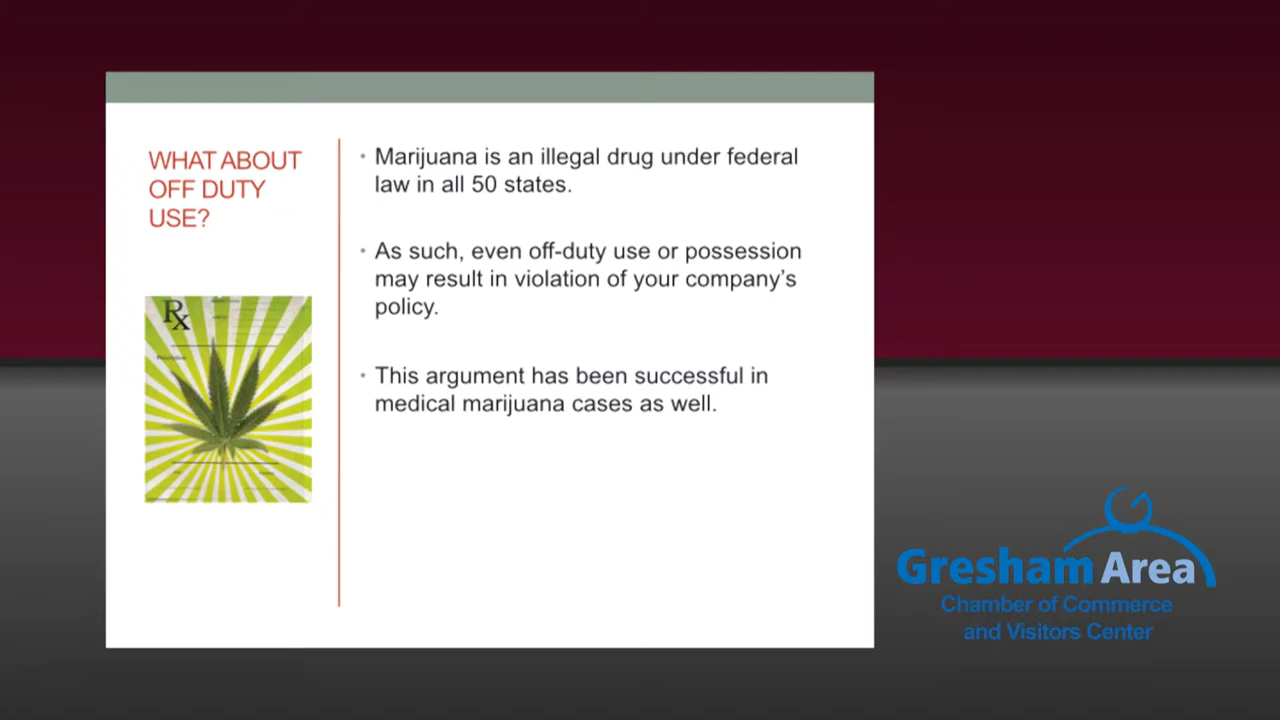 WHAT ABOUT
OFF DUTY
USE?
Rx
• Marijuana is an illegal drug under federal
law in all 50 states.
• As such, even off-duty use or possession
may result in violation of your company's
policy.
• This argument has been successful in
medical marijuana cases as well.
Gresham Area
Chamber of Commerce
and Visitors Center